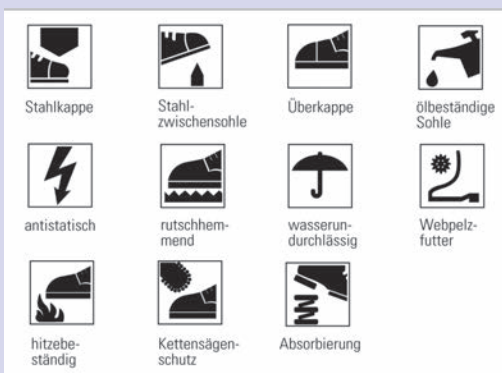 Stahlkappe
Stahl-
zwischensohle
Überkappe
ölbeständige
Sohle
antistatisch
rutschhem-
mend
wasserun-
durchlässig
Webpelz-
futter
hitzebe-
ständig
Kettensägen-
schutz
Absorbierung